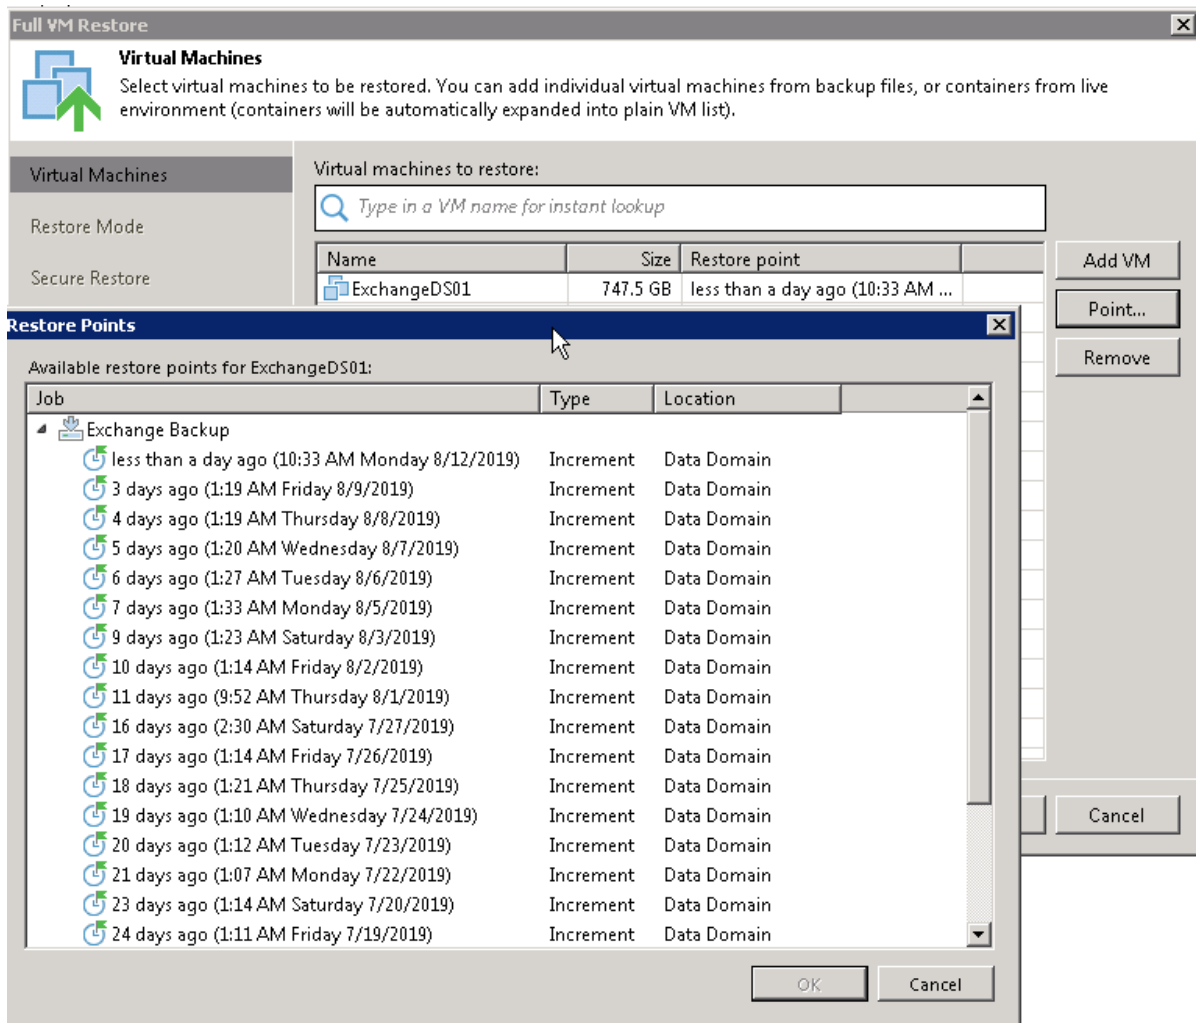 Full VM Restore
Virtual Machines
Select virtual machines to be restored. You can add individual virtual machines from backup files, or containers from live
environment (containers will be automatically expanded into plain VM list).
Virtual Machines
Restore Mode
Secure Restore
Virtual machines to restore:
Type in a VM name for instant lookup
Name Size Restore point
ExchangeDS01 747.5 GB less than a day ago (10:33 AM ...
Add VM
Point...
Remove
Restore Points
Available restore points for ExchangeDS01:
Job Type Location
Exchange Backup
less than a day ago (10:33 AM Monday 8/12/2019) Increment Data Domain
3 days ago (1:19 AM Friday 8/9/2019) Increment Data Domain
4 days ago (1:19 AM Thursday 8/8/2019) Increment Data Domain
5 days ago (1:20 AM Wednesday 8/7/2019) Increment Data Domain
6 days ago (1:27 AM Tuesday 8/6/2019) Increment Data Domain
7 days ago (1:33 AM Monday 8/5/2019) Increment Data Domain
9 days ago (1:23 AM Saturday 8/3/2019) Increment Data Domain
10 days ago (1:14 AM Friday 8/2/2019) Increment Data Domain
11 days ago (9:52 AM Thursday 8/1/2019) Increment Data Domain
16 days ago (2:30 AM Saturday 7/27/2019) Increment Data Domain
17 days ago (1:14 AM Friday 7/26/2019) Increment Data Domain
18 days ago (1:21 AM Thursday 7/25/2019) Increment Data Domain
19 days ago (1:10 AM Wednesday 7/24/2019) Increment Data Domain
20 days ago (1:12 AM Tuesday 7/23/2019) Increment Data Domain
21 days ago (1:07 AM Monday 7/22/2019) Increment Data Domain
23 days ago (1:14 AM Saturday 7/20/2019) Increment Data Domain
24 days ago (1:11 AM Friday 7/19/2019) Increment Data Domain
OK Cancel
Cancel